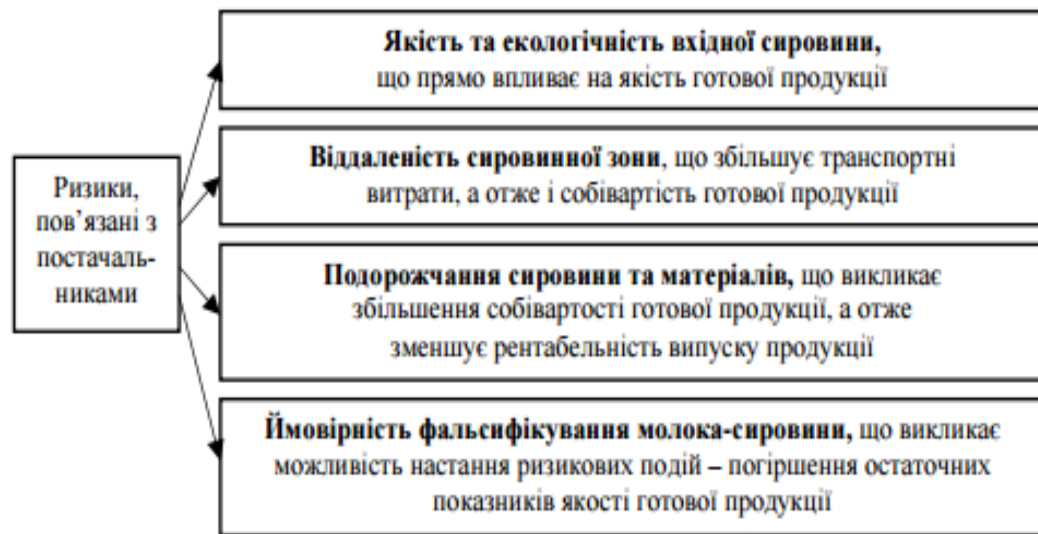 Якість та екологічність вхідної сировини,
що прямо впливає на якість готової продукції
Віддаленість сировинної зони, що збільшує транспортні
витрати, а отже і собівартість готової продукції
Ризики,
пов’язані з
постачаль-
никами
Подорожчання сировини та матеріалів, що викликає
збільшення собівартості готової продукції, а отже
зменшує рентабельність випуску продукції
Ймовірність фальсифікування молока-сировини, що викликає
можливість настання ризикових подій – погіршення остаточних
показників якості готової продукції